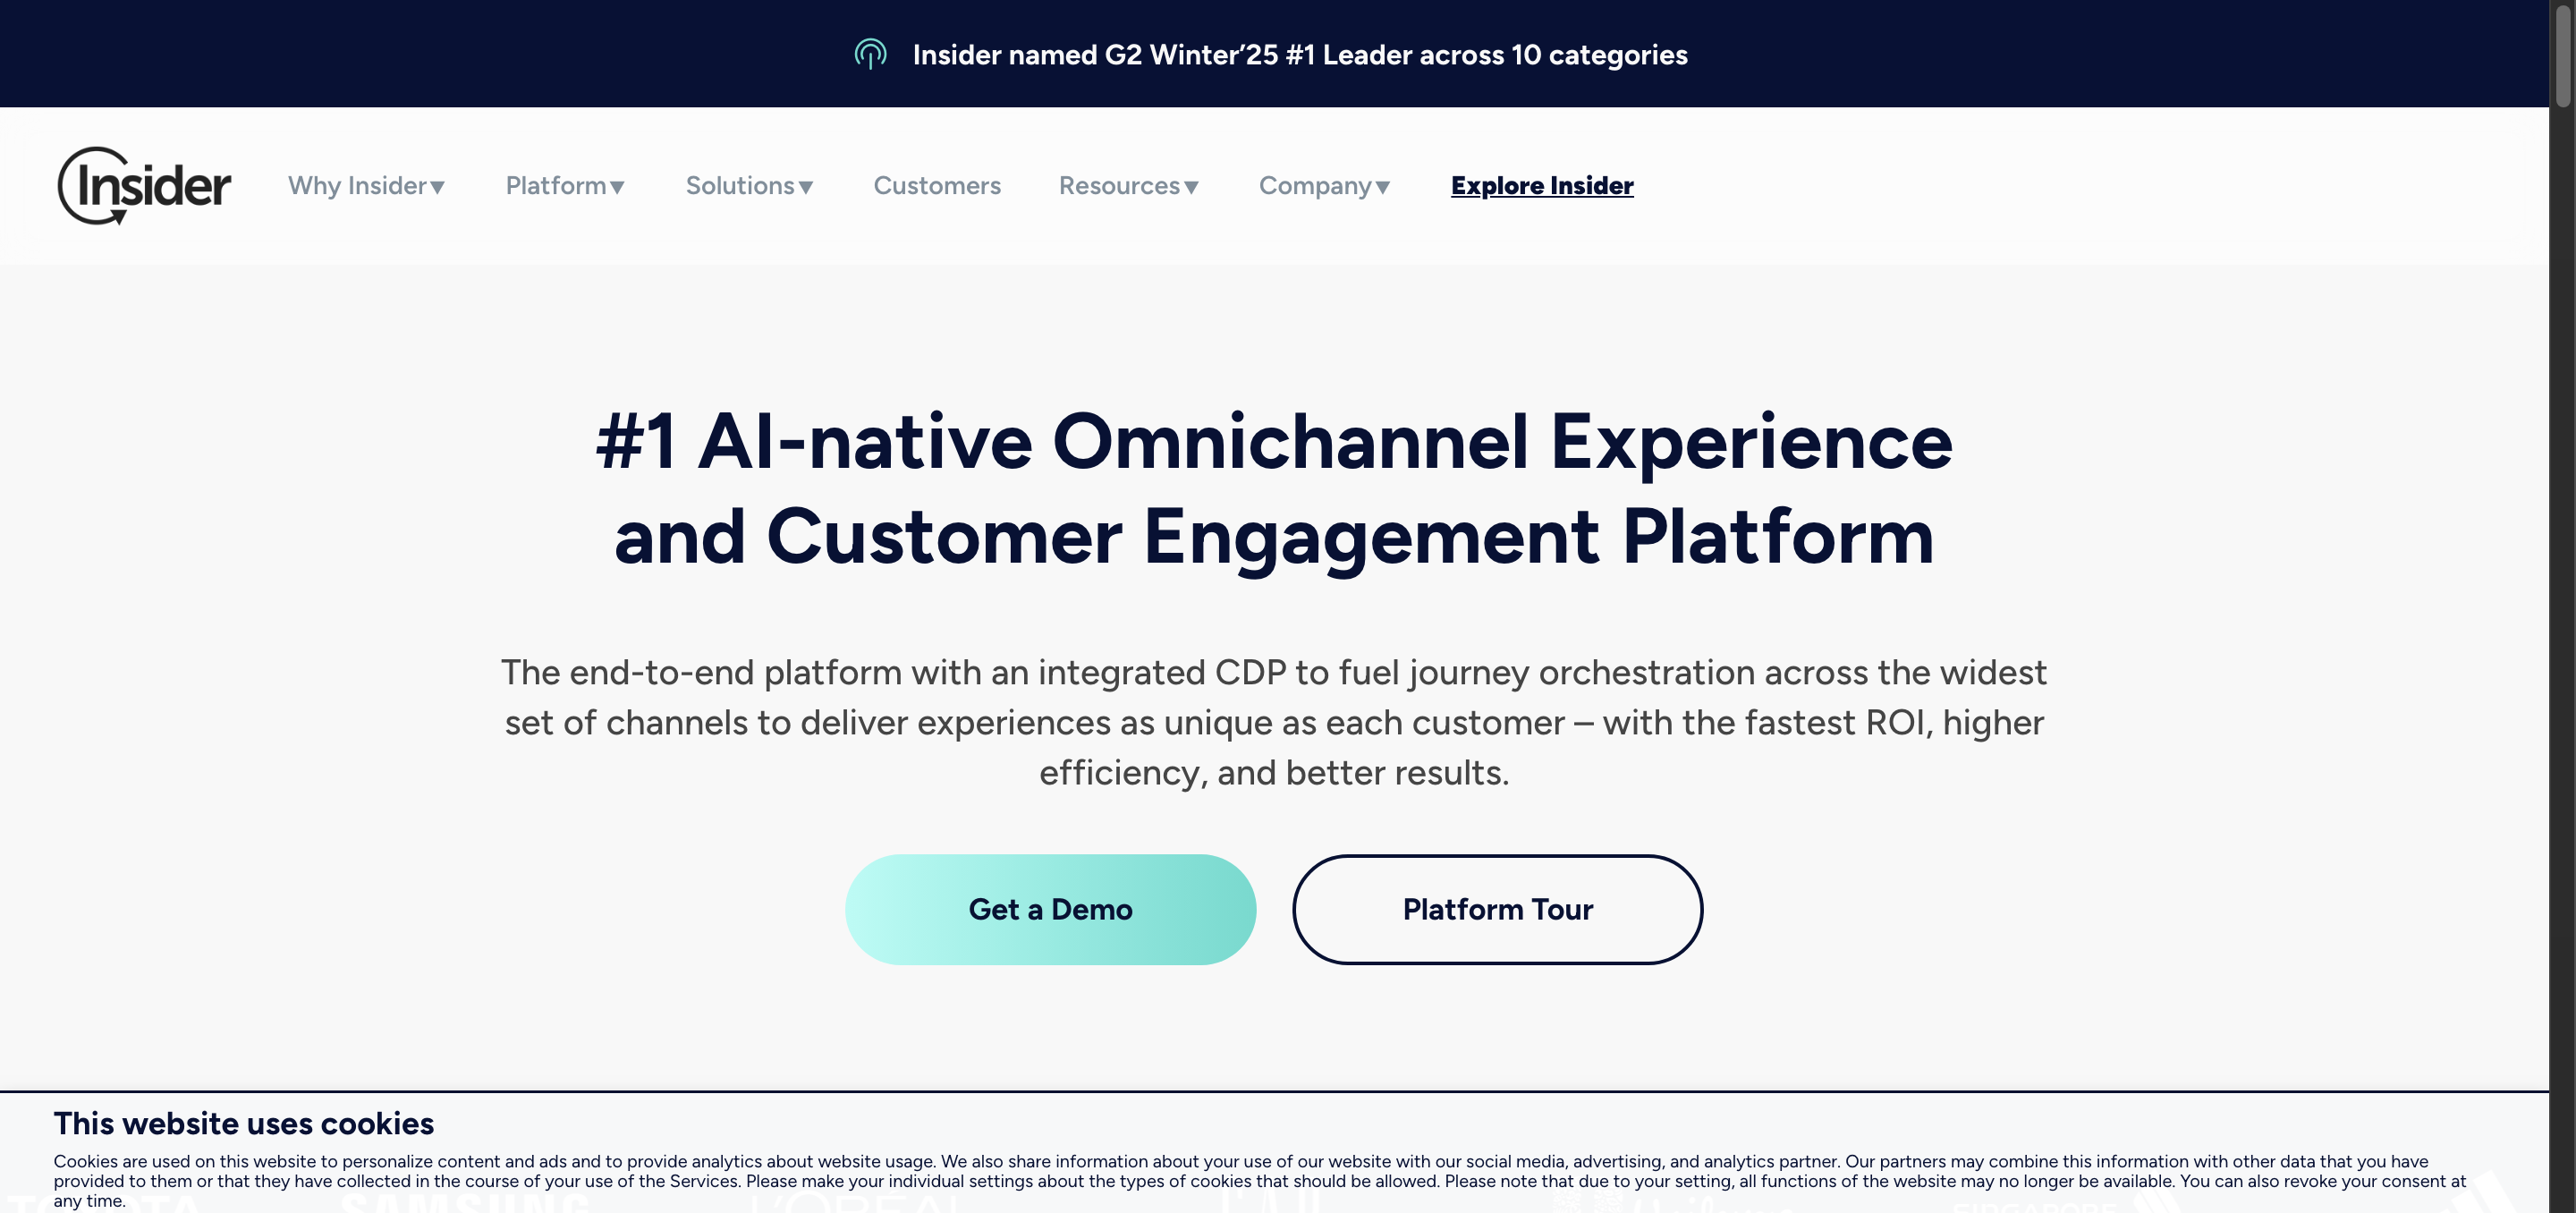 Insider named G2 Winter’25 #1 Leader across 10 categories
Insider
Why Insider
Platform
Solutions
Customers
Resources
Company
Explore Insider
#1 AI-native Omnichannel Experience
and Customer Engagement Platform
The end-to-end platform with an integrated CDP to fuel journey orchestration across the widest
set of channels to deliver experiences as unique as each customer – with the fastest ROI, higher
efficiency, and better results.
Get a Demo
Platform Tour
This website uses cookies
Cookies are used on this website to personalize content and ads and to provide analytics about website usage. We also share information about your use of our website with our social media, advertising, and analytics partner. Our partners may combine this information with other data that you have
provided to them or that they have collected in the course of your use of the Services. Please make your individual settings about the types of cookies that should be allowed. Please note that due to your setting, all functions of the website may no longer be available. You can also revoke your consent at
any time.
TOYOTA
SAMSUNG
L'ORÉAL